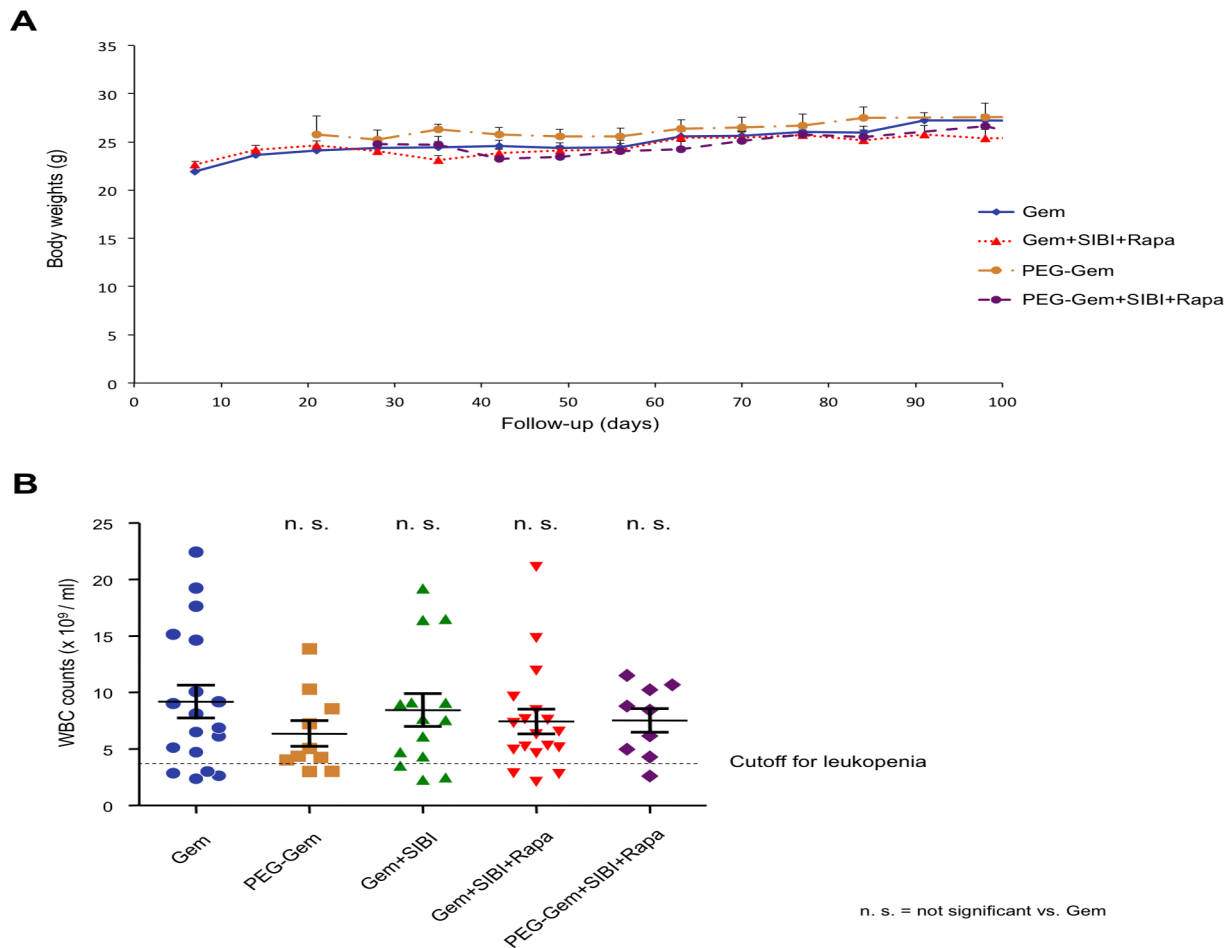 A
35
30
25
20
15
10
5
0
Body weights (g)
0 10 20 30 40 50 60 70 80 90 100
Follow-up (days)
Gem
Gem+SIBI+Rapa
PEG-Gem
PEG-Gem+SIBI+Rapa
B
n. s. n. s. n. s. n. s.
25
20
15
10
5
0
WBC counts (x 10⁹ / ml)
Cutoff for leukopenia
Gem
PEG-Gem
Gem+SIBI
Gem+SIBI+Rapa
PEG-Gem+SIBI+Rapa
n. s. = not significant vs. Gem